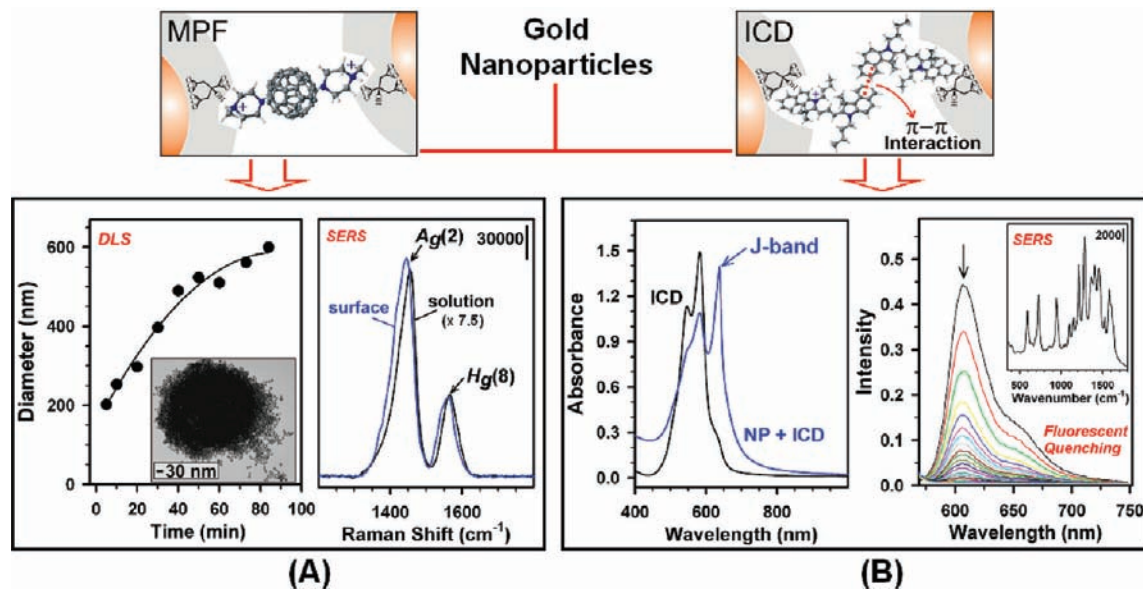 MPF
Gold
Nanoparticles
ICD
+
+
+
π–π
Interaction
DLS
Diameter (nm)
600
400
200
0
0 20 40 60 80 100
Time (min)
–30 nm
SERS
Ag(2)
30000
surface
solution
(x 7.5)
Hg(8)
1400 1600
Raman Shift (cm-1)
(A)
Absorbance
1.5
1.2
0.9
0.6
0.3
0.0
ICD
J-band
NP + ICD
400 600 800
Wavelength (nm)
Intensity
0.5
0.4
0.3
0.2
0.1
0.0
SERS
2000
500 1000 1500
Wavenumber (cm-1)
Fluorescent
Quenching
600 650 700 750
Wavelength (nm)
(B)